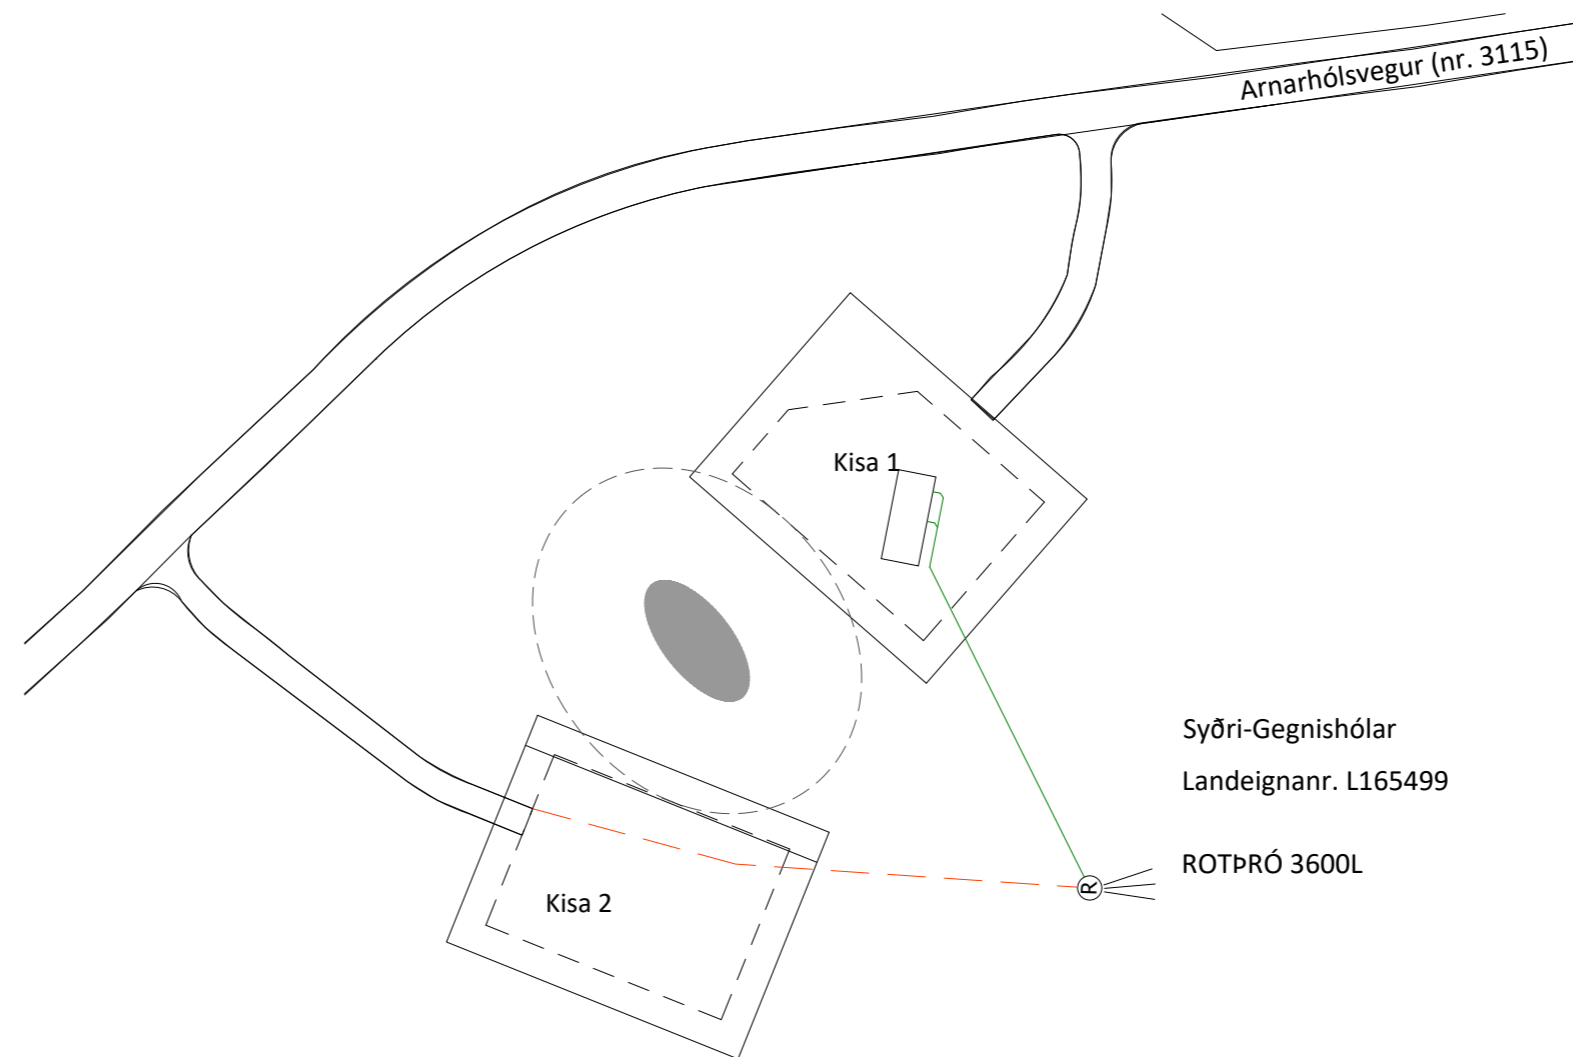 Arnarhólsvegur (nr. 3115)
Kisa 1
Syðri-Gegnishólar
Landeignanr. L165499
ROTÞRÓ 3600L
R
Kisa 2